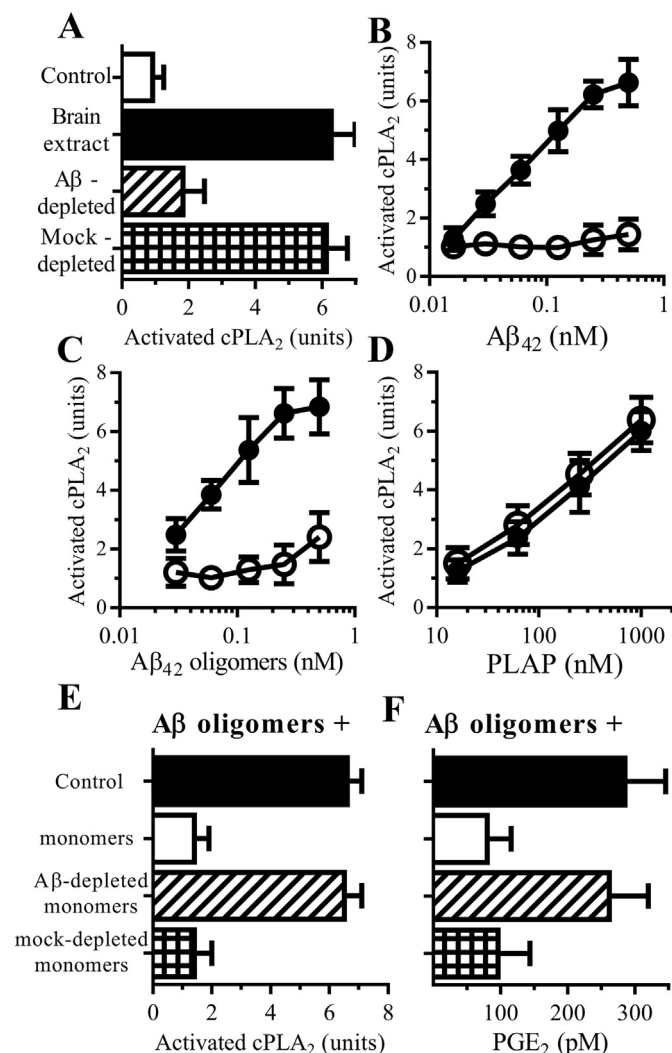 A
Control
Brain
extract
Aβ -
depleted
Mock -
depleted
0 2 4 6
Activated cPLA2 (units)
B
Activated cPLA2 (units)
8
6
4
2
0
0.01 0.1 1
Aβ42 (nM)
C
Activated cPLA2 (units)
8
6
4
2
0
0.01 0.1 1
Aβ42 oligomers (nM)
D
Activated cPLA2 (units)
8
6
4
2
0
10 100 1000
PLAP (nM)
E
Aβ oligomers +
Control
monomers
Aβ-depleted
monomers
mock-depleted
monomers
0 2 4 6 8
Activated cPLA2 (units)
F
Aβ oligomers +
100 200 300
PGE2 (pM)